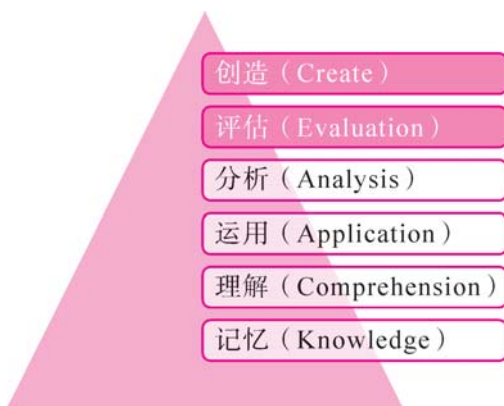 创造（Create）
评估（Evaluation）
分析（Analysis）
运用（Application）
理解（Comprehension）
记忆（Knowledge）